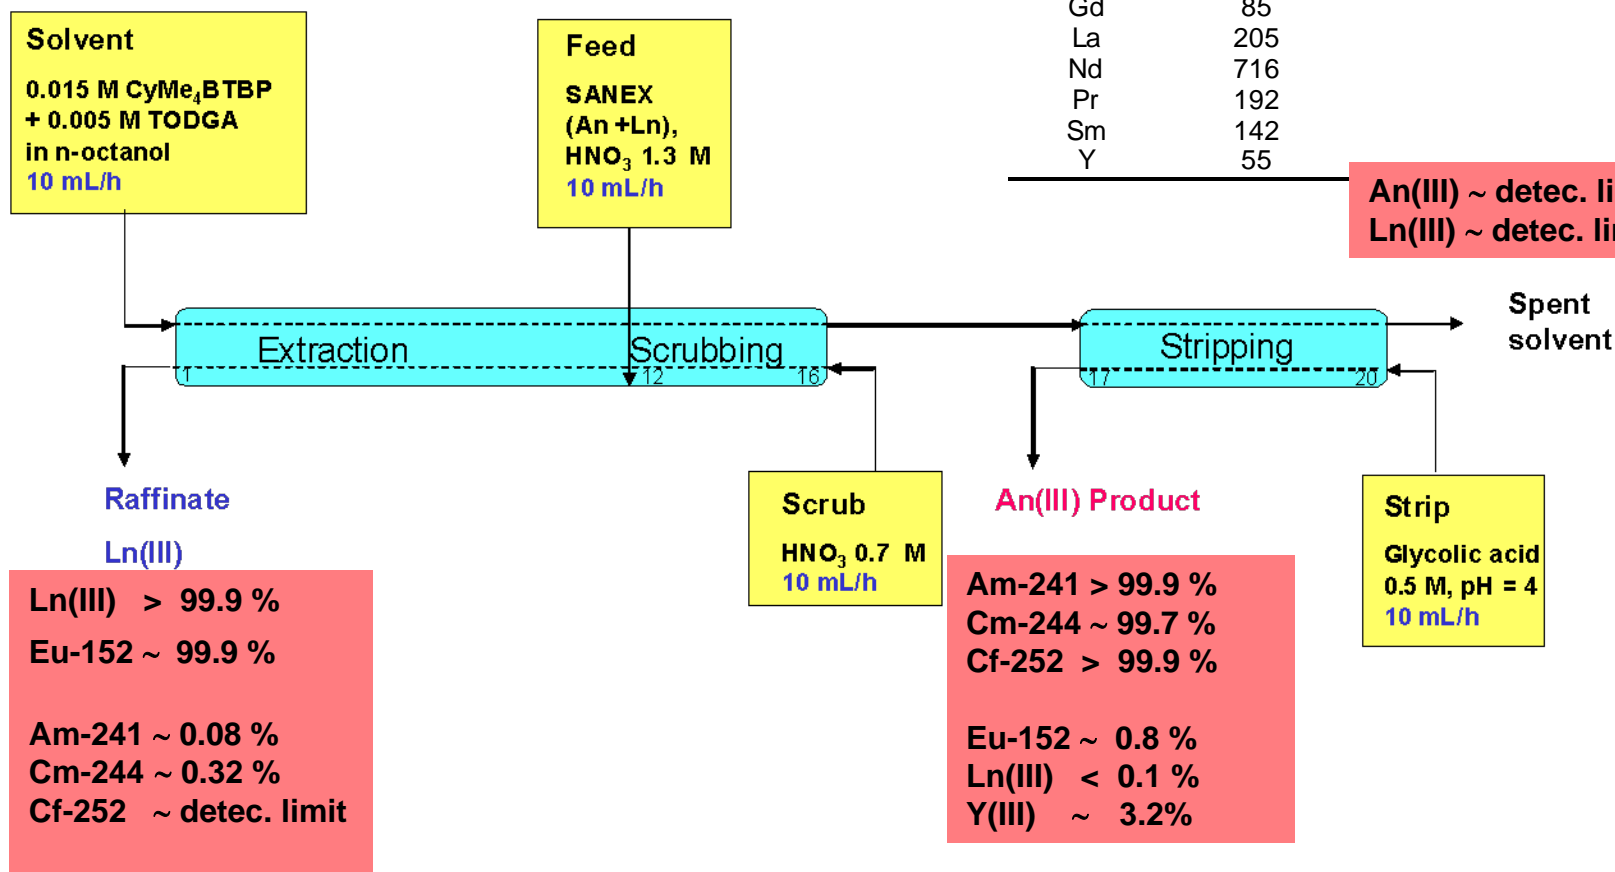 Gd 85
La 205
Nd 716
Pr 192
Sm 142
Y 55
Solvent
0.015 M CyMe₄BTBP
+ 0.005 M TODGA
in n-octanol
10 mL/h
Feed
SANEX
(An +Ln),
HNO₃ 1.3 M
10 mL/h
An(III) ~ detec.
Ln(III) ~ detec.
Extraction
Scrubbing
1
12
16
Stripping
17
20
Spent
solvent
Raffinate
Ln(III)
Ln(III) > 99.9 %
Eu-152 ~ 99.9 %
Am-241 ~ 0.08 %
Cm-244 ~ 0.32 %
Cf-252 ~ detec. limit
Scrub
HNO₃ 0.7 M
10 mL/h
An(III) Product
Am-241 > 99.9 %
Cm-244 ~ 99.7 %
Cf-252 > 99.9 %
Eu-152 ~ 0.8 %
Ln(III) < 0.1 %
Y(III) ~ 3.2%
Strip
Glycolic acid
0.5 M, pH = 4
10 mL/h